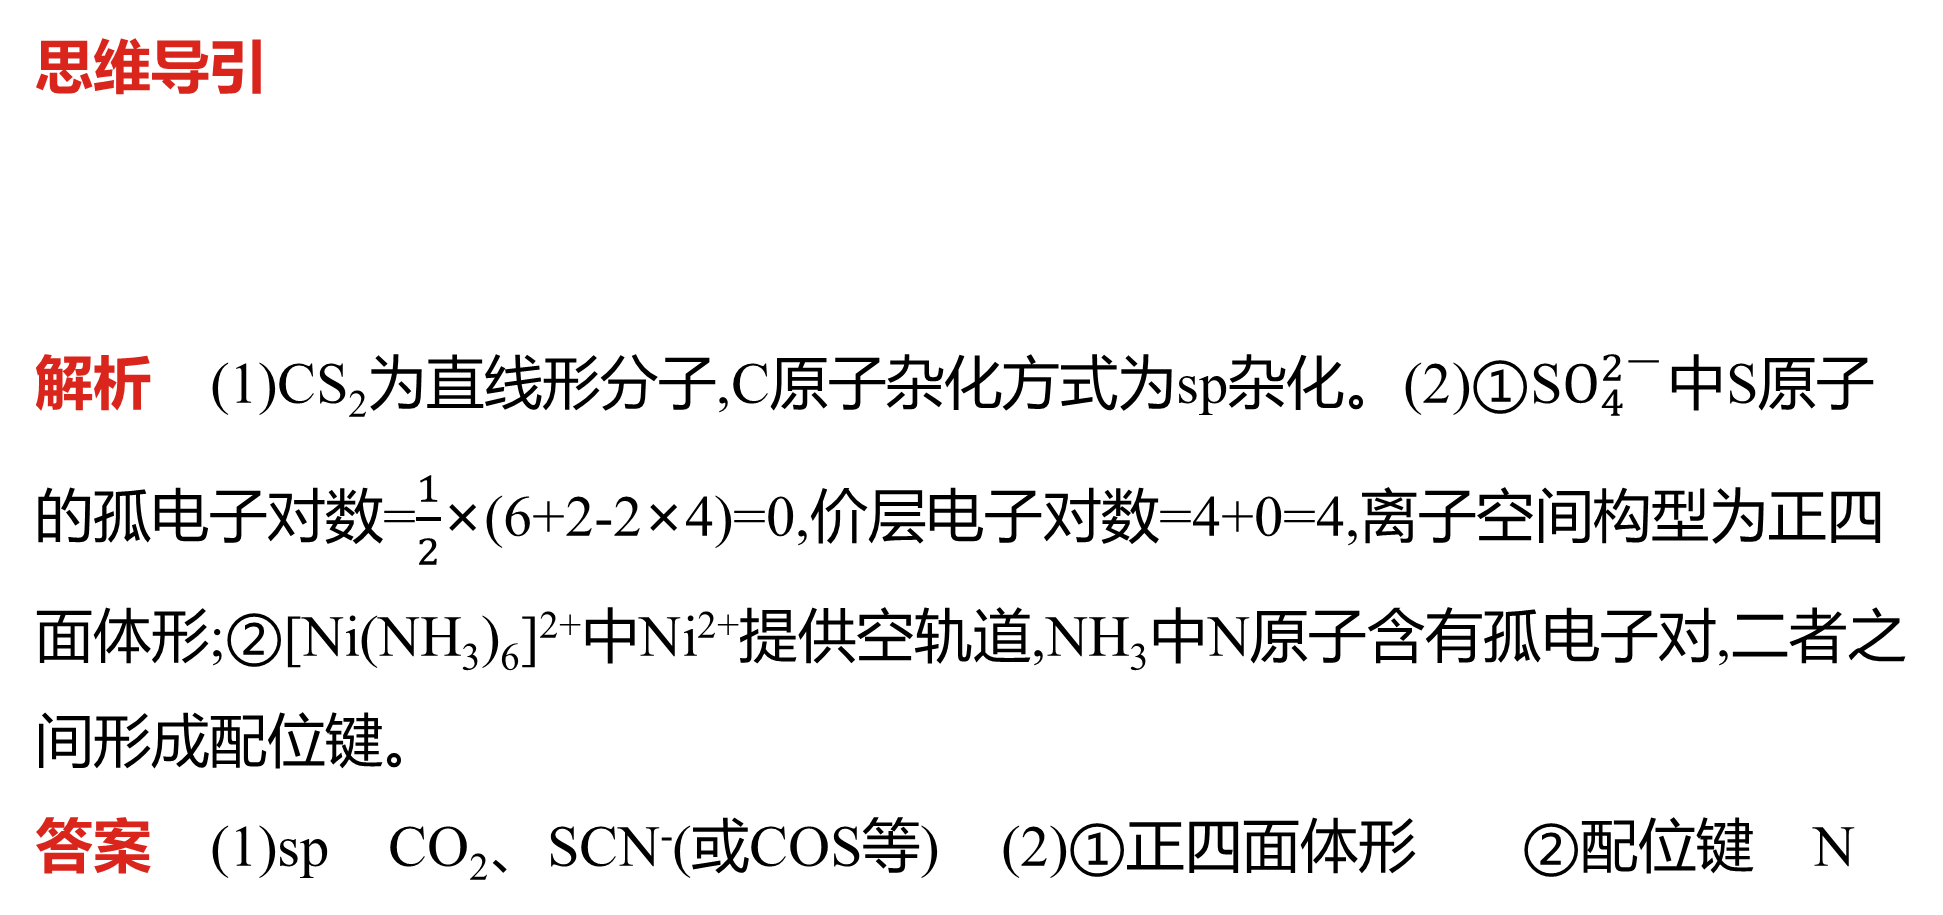 思维导引
解析 (1)CS₂为直线形分子,C原子杂化方式为sp杂化。(2)①SO₄²⁻中S原子
的孤电子对数=1/2×(6+2-2×4)=0,价层电子对数=4+0=4,离子空间构型为正四
面体形;②[Ni(NH₃)₆]²⁺中Ni²⁺提供空轨道,NH₃中N原子含有孤电子对,二者之
间形成配位键。
答案 (1)sp CO₂、SCN⁻(或COS等) (2)①正四面体形 ②配位键 N